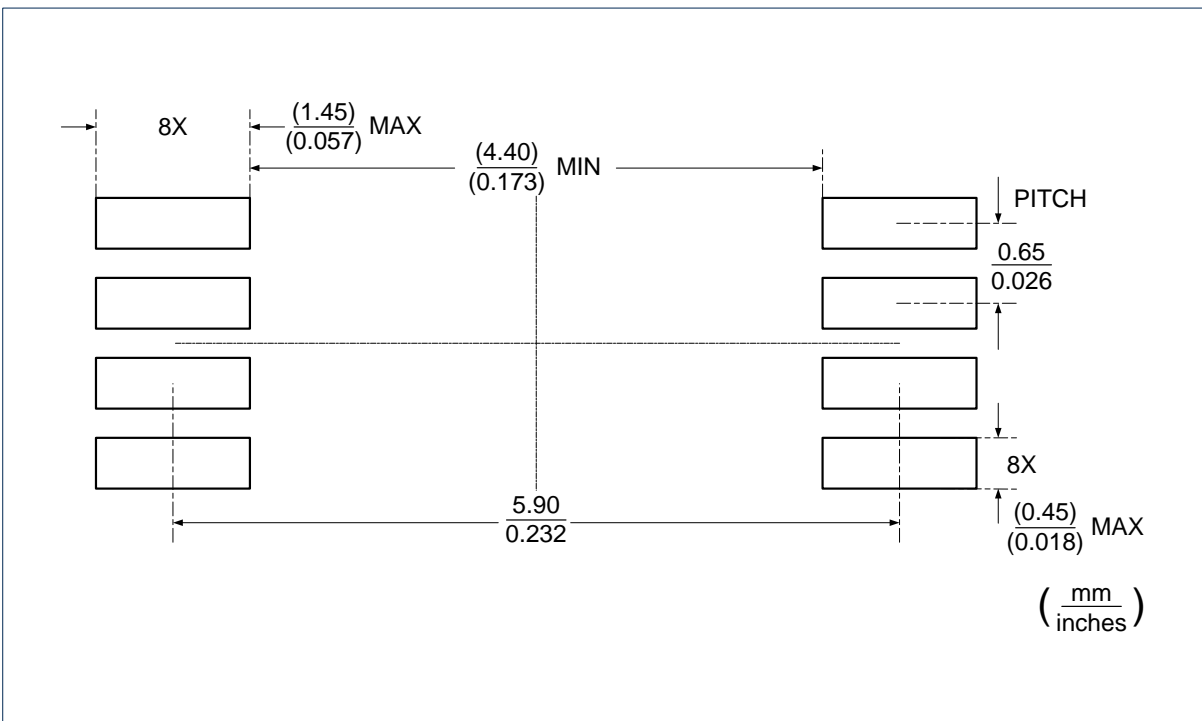 8X
(1.45)
(0.057)
MAX
(4.40)
(0.173)
MIN
PITCH
0.65
0.026
8X
5.90
0.232
(0.45)
(0.018)
MAX
(mm
inches)